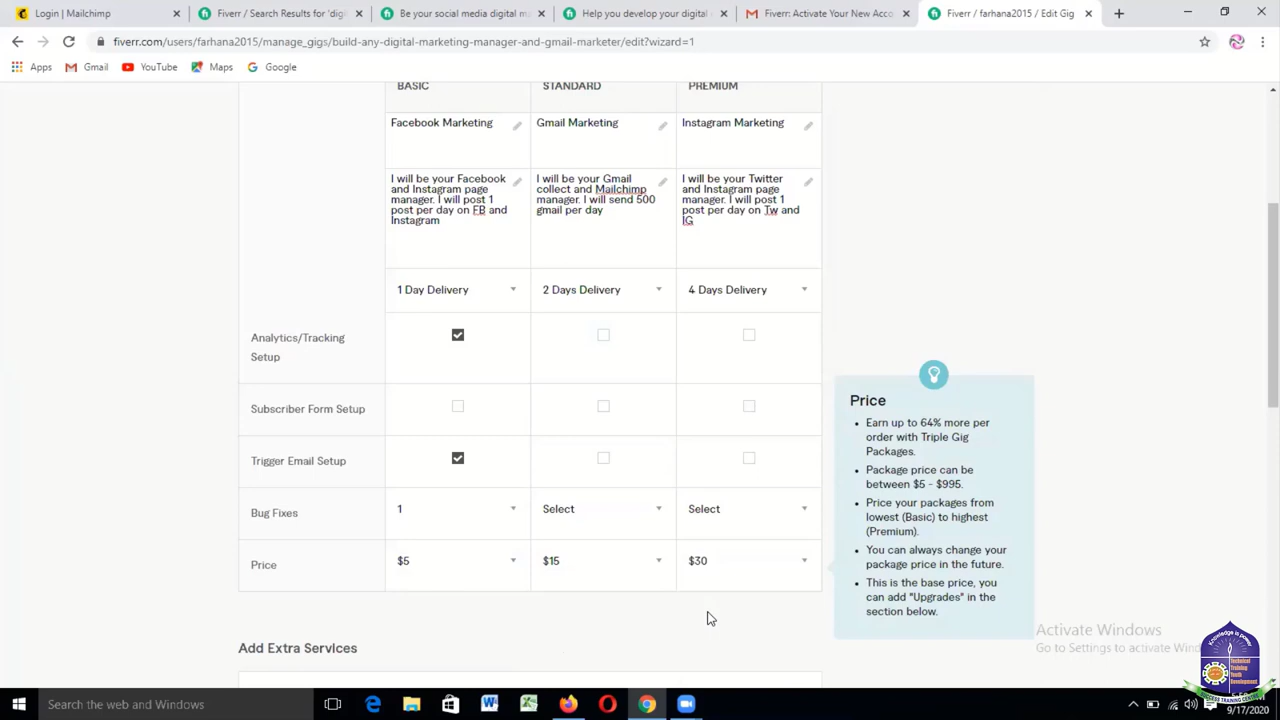 Login | Mailchimp
Fiverr / Search Results for 'digit
Be your social media digital m
Help you develop your digital
Fiverr: Activate Your New Acco
Fiverr / farhana2015 / Edit Gig
fiverr.com/users/farhana2015/manage_gigs/build-any-digital-marketing-manager-and-gmail-marketer/edit?wizard=1
Apps
Gmail
YouTube
Maps
Google
BASIC
STANDARD
PREMIUM
Facebook Marketing
Gmail Marketing
Instagram Marketing
I will be your Facebook
and Instagram page
manager. I will post 1
post per day on FB and
Instagram
I will be your Gmail
collect and Mailchimp
manager. I will send 500
gmail per day
I will be your Twitter
and Instagram page
manager. I will post 1
post per day on Tw and
IG
1 Day Delivery
2 Days Delivery
4 Days Delivery
Analytics/Tracking
Setup
Subscriber Form Setup
Trigger Email Setup
Bug Fixes
1
Select
Select
Price
$5
$15
$30
Price
Earn up to 64% more per
order with Triple Gig
Packages.
Package price can be
between $5 - $995.
Price your packages from
lowest (Basic) to highest
(Premium).
You can always change your
package price in the future.
This is the base price, you
can add "Upgrades" in the
section below.
Add Extra Services
Activate Windows
Go to Settings to activate Win
Knowledge is power
Technical
Training
Youth
Development
Search the web and Windows
9/17/2020